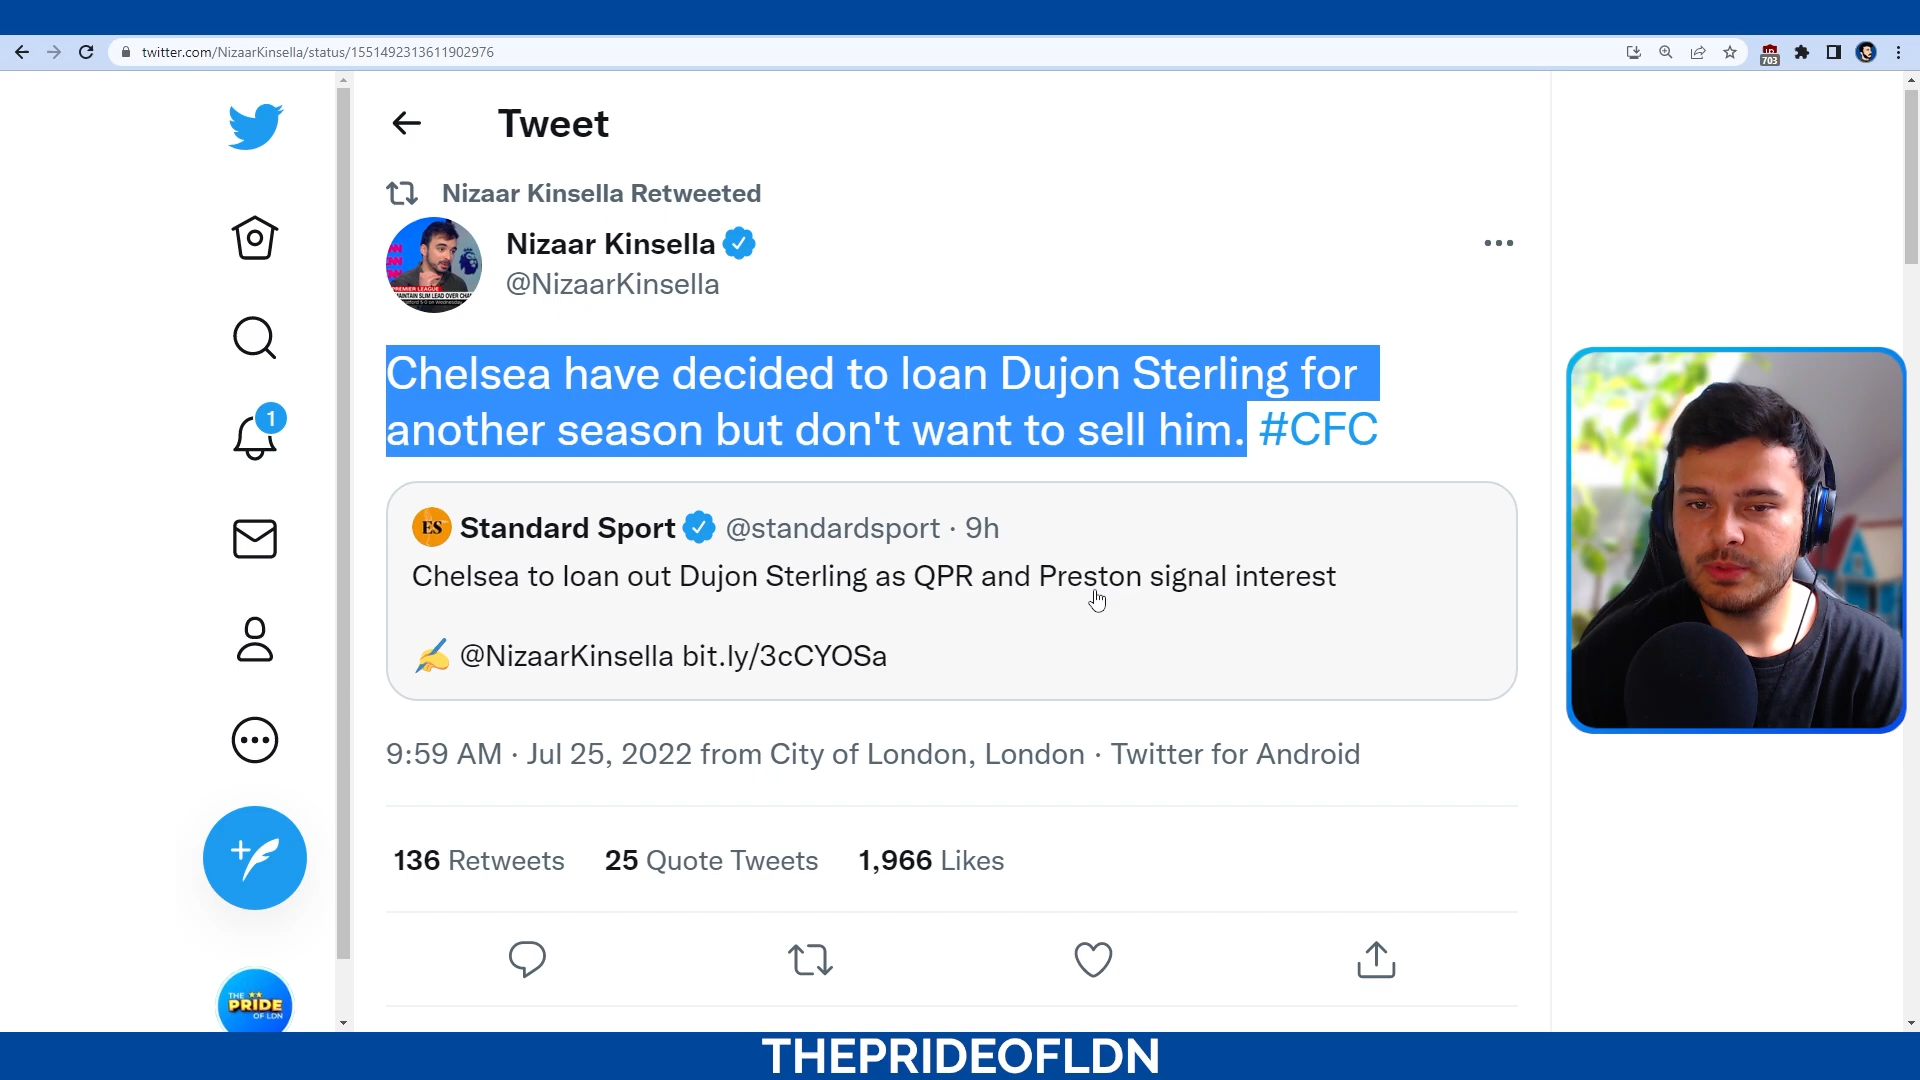 twitter.com/NizaarKinsella/status/1551492313611902976
703
Tweet
Nizaar Kinsella Retweeted
Nizaar Kinsella
@NizaarKinsella
PREMIER LEAGUE
1
Chelsea have decided to loan Dujon Sterling for
another season but don't want to sell him. #CFC
ES Standard Sport @standardsport · 9h
Chelsea to loan out Dujon Sterling as QPR and Preston signal interest
✍️ @NizaarKinsella bit.ly/3cCYOSa
9:59 AM · Jul 25, 2022 from City of London, London · Twitter for Android
136 Retweets 25 Quote Tweets 1,966 Likes
THE
PRIDE
OF LDN
THEPRIDEOFLDN